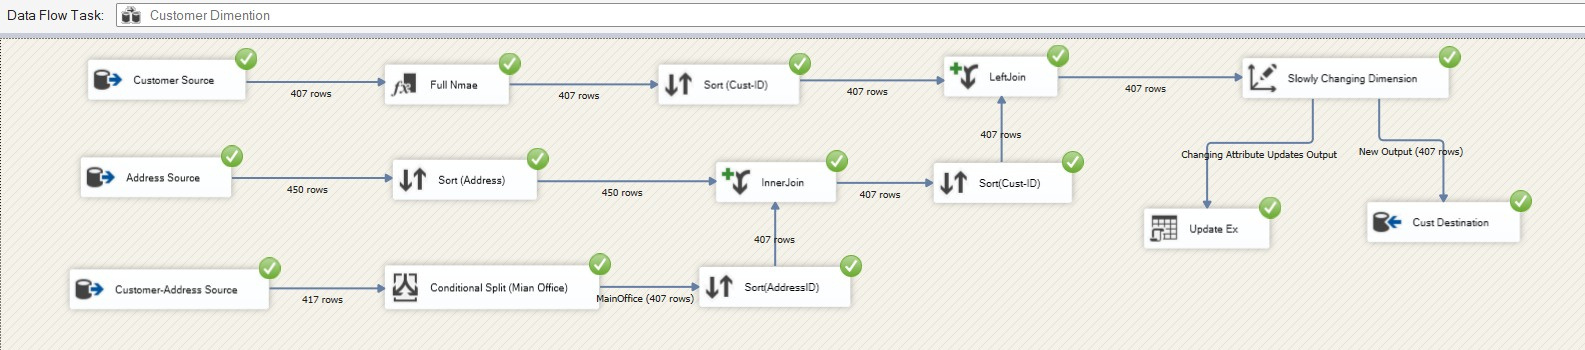 Data Flow Task: Customer Dimention
Customer Source
407 rows
Full Nmae
407 rows
Sort (Cust-ID)
407 rows
LeftJoin
407 rows
Slowly Changing Dimension
407 rows
Changing Attribute Updates Output
New Output (407 rows)
Address Source
450 rows
Sort (Address)
450 rows
InnerJoin
407 rows
Sort(Cust-ID)
Update Ex
Cust Destination
407 rows
Customer-Address Source
417 rows
Conditional Split (Mian Office)
MainOffice (407 rows)
Sort(AddressID)